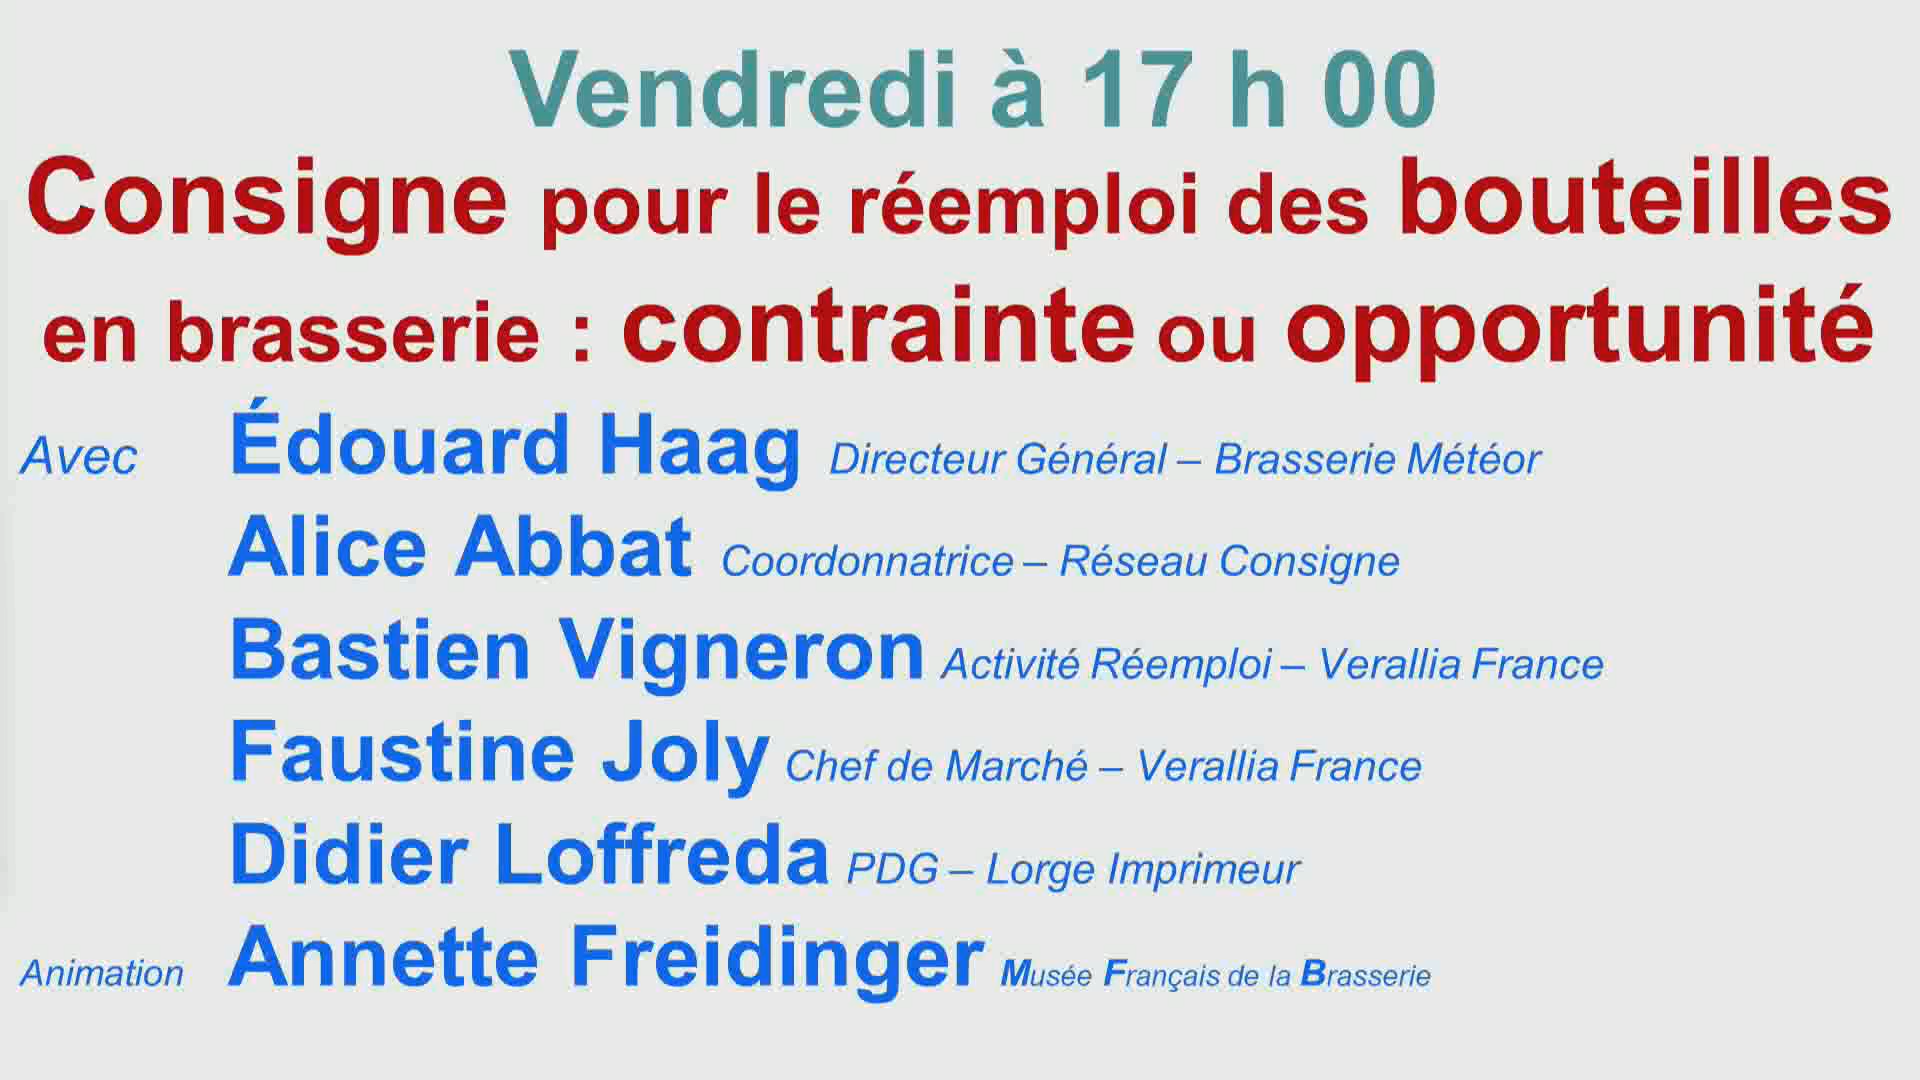 Vendredi à 17 h 00
Consigne pour le réemploi des bouteilles
en brasserie : contrainte ou opportunité
Avec Édouard Haag Directeur Général – Brasserie Météor
Alice Abbat Coordonnatrice – Réseau Consigne
Bastien Vigneron Activité Réemploi – Verallia France
Faustine Joly Chef de Marché – Verallia France
Didier Loffreda PDG – Lorge Imprimeur
Animation Annette Freidinger Musée Français de la Brasserie